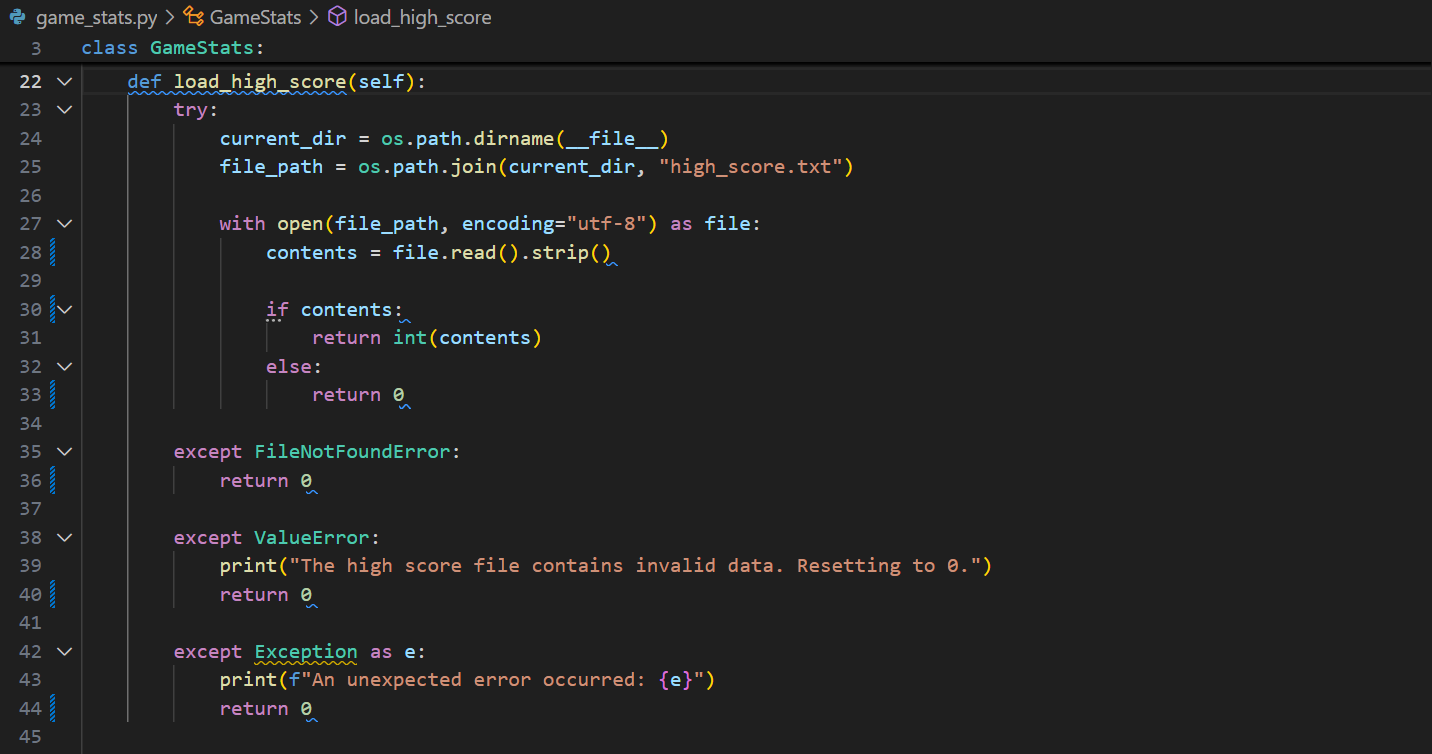 game_stats.py > GameStats > load_high_score
3 class GameStats:
22 def load_high_score(self):
23 try:
24 current_dir = os.path.dirname(__file__)
25 file_path = os.path.join(current_dir, "high_score.txt")
26
27 with open(file_path, encoding="utf-8") as file:
28 contents = file.read().strip()
29
30 if contents:
31 return int(contents)
32 else:
33 return 0
34
35 except FileNotFoundError:
36 return 0
37
38 except ValueError:
39 print("The high score file contains invalid data. Resetting to 0.")
40 return 0
41
42 except Exception as e:
43 print(f"An unexpected error occurred: {e}")
44 return 0
45